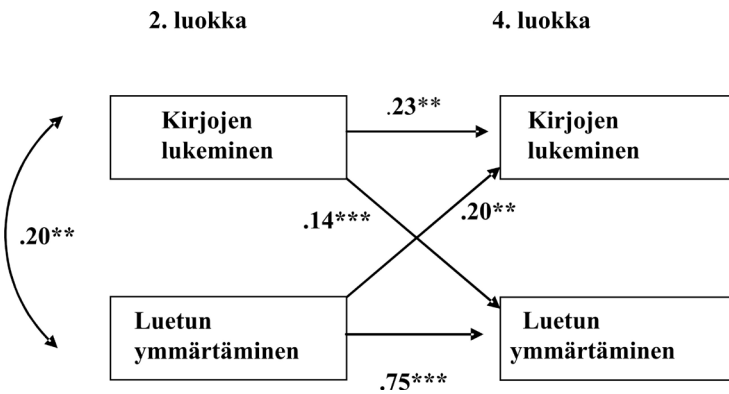 2. luokka
4. luokka
Kirjojen
lukeminen
.23**
Kirjojen
lukeminen
.14***
.20**
.20**
Luetun
ymmärtäminen
Luetun
ymmärtäminen
.75***